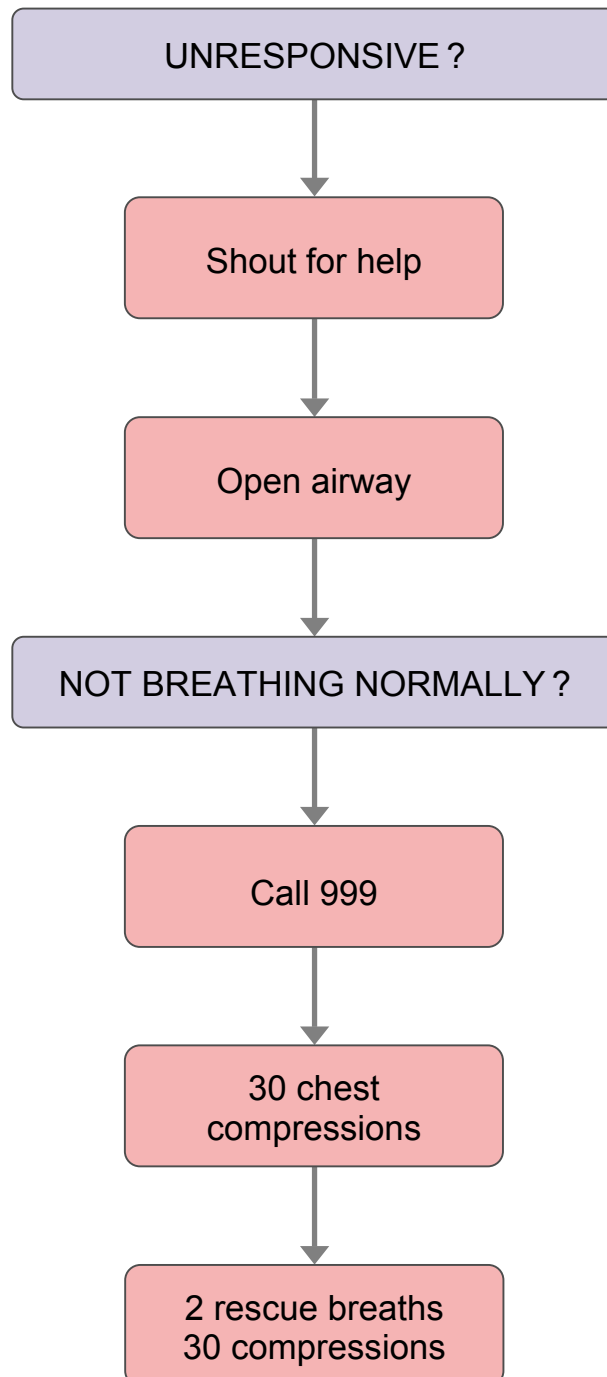 UNRESPONSIVE ?
Shout for help
Open airway
NOT BREATHING NORMALLY ?
Call 999
30 chest
compressions
2 rescue breaths
30 compressions